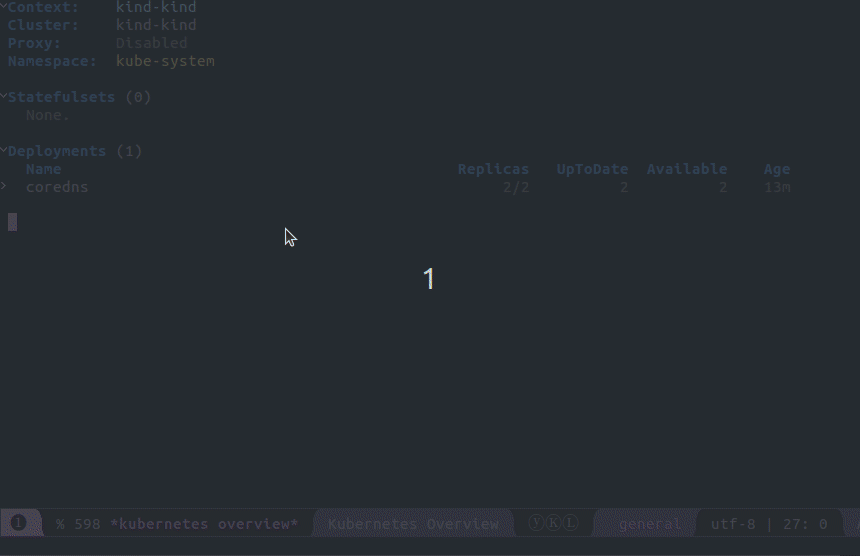 Context: kind-kind
Cluster: kind-kind
Proxy: Disabled
Namespace: kube-system
Statefulsets (0)
None.
Deployments (1)
Name Replicas UpToDate Available Age
coredns 2/2 2 2 13m
1
❶ % 598 *kubernetes overview* Kubernetes Overview ⓨⓀⓁ general utf-8 | 27: 0